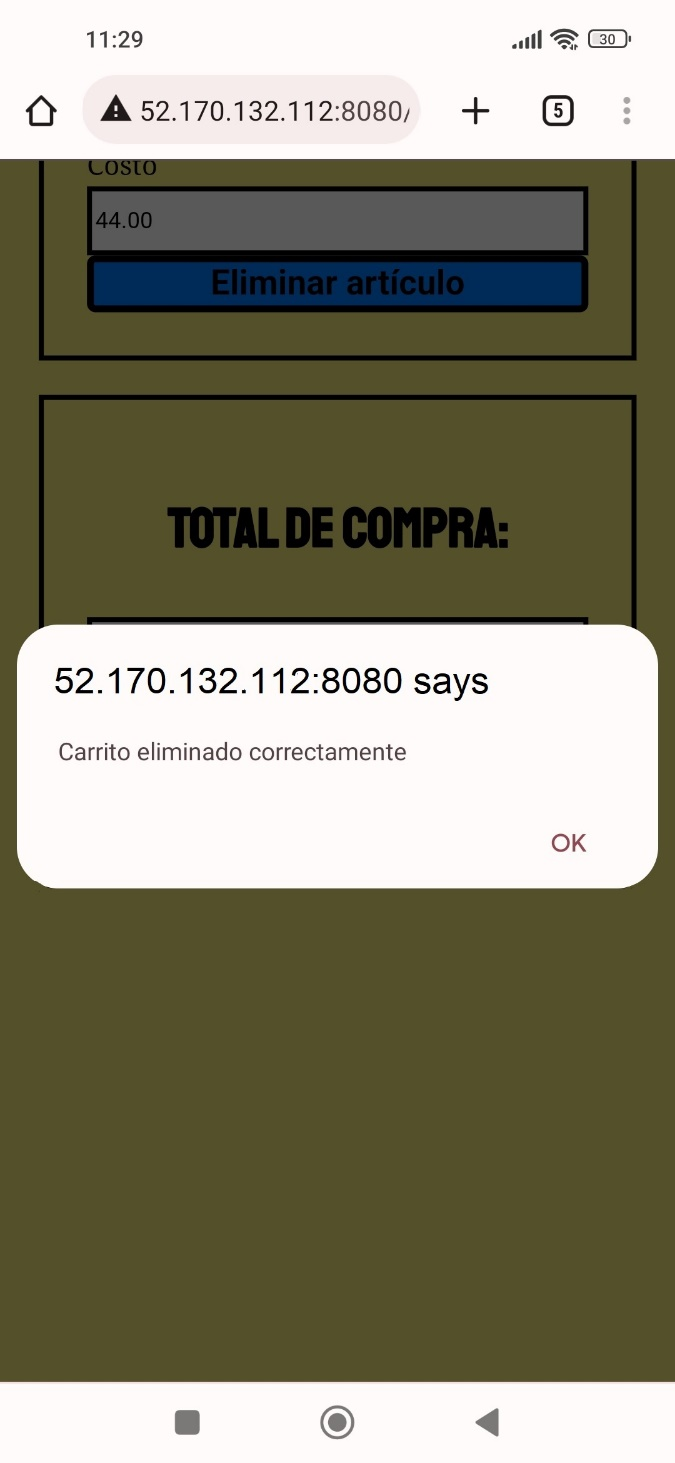 11:29
30
52.170.132.112:8080/
5
Costo
44.00
Eliminar artículo
TOTAL DE COMPRA:
52.170.132.112:8080 says
Carrito eliminado correctamente
OK